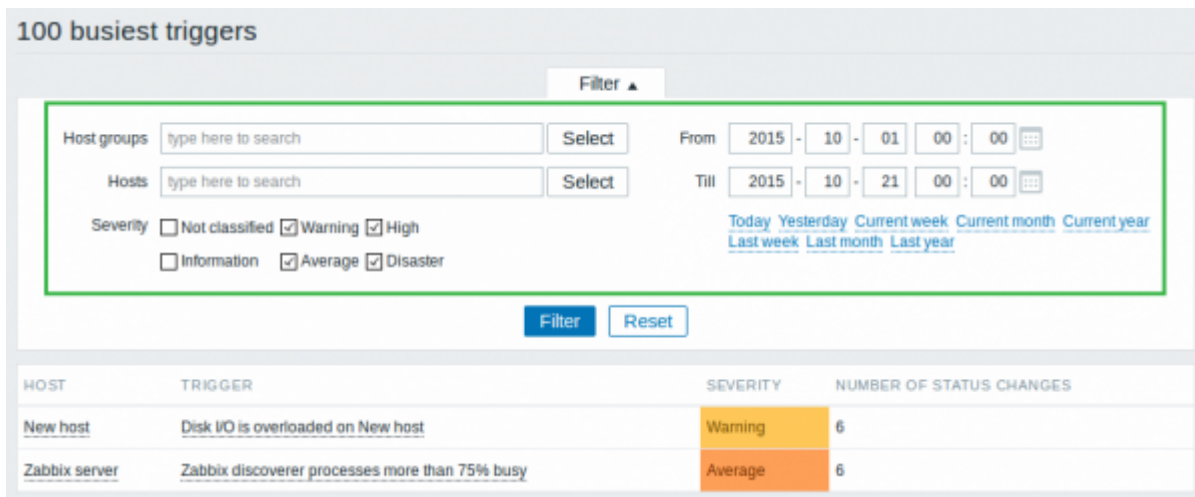 100 busiest triggers
Filter ▲
Host groups type here to search Select From 2015 - 10 - 01 00 : 00
Hosts type here to search Select Till 2015 - 10 - 21 00 : 00
Severity Not classified Warning High Today Yesterday Current week Current month Current year
Last week Last month Last year
Information Average Disaster
Filter Reset
HOST TRIGGER SEVERITY NUMBER OF STATUS CHANGES
New host Disk I/O is overloaded on New host Warning 6
Zabbix server Zabbix discoverer processes more than 75% busy Average 6